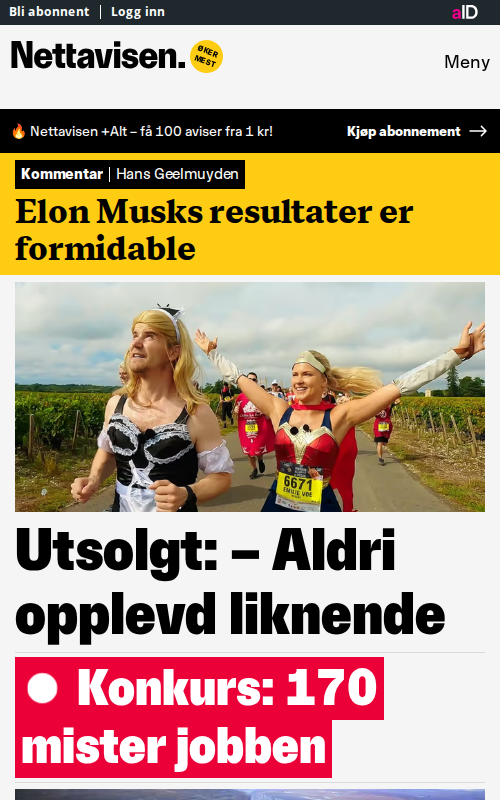 Bli abonnent | Logg inn
aID
Nettavisen.
ØKER
MEST
Meny
Nettavisen +Alt – få 100 aviser fra 1 kr!
Kjøp abonnement
Kommentar | Hans Geelmuyden
Elon Musks resultater er
formidable
6671
EMILIE VOE
Utsolgt: – Aldri
opplevd liknende
Konkurs: 170
mister jobben